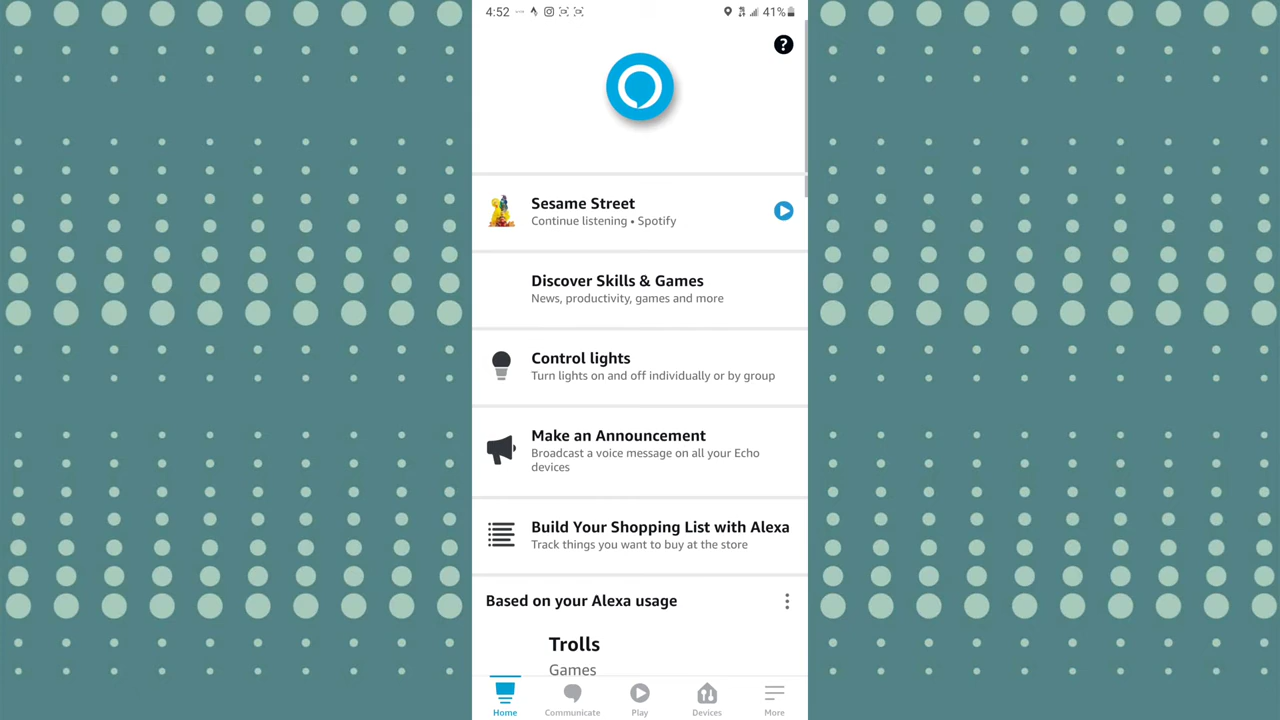 4:52
41%
?
Sesame Street
Continue listening • Spotify
Discover Skills & Games
News, productivity, games and more
Control lights
Turn lights on and off individually or by group
Make an Announcement
Broadcast a voice message on all your Echo
devices
Build Your Shopping List with Alexa
Track things you want to buy at the store
Based on your Alexa usage
Trolls
Games
Home
Communicate
Play
Devices
More